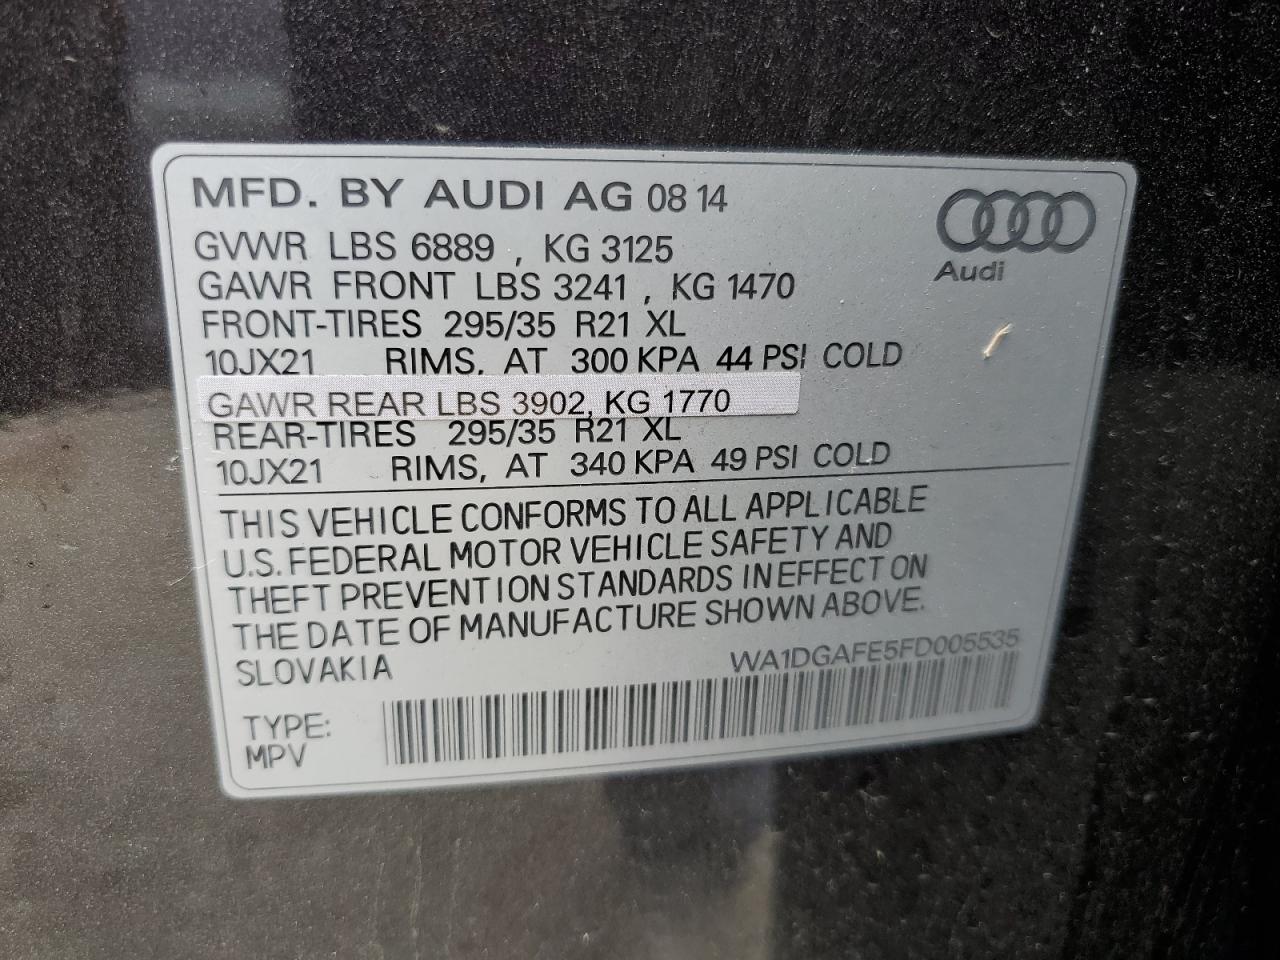 MFD. BY AUDI AG 08 14
GVWR LBS 6889 , KG 3125
GAWR FRONT LBS 3241 , KG 1470
FRONT-TIRES 295/35 R21 XL
10JX21 RIMS, AT 300 KPA 44 PSI COLD
GAWR REAR LBS 3902, KG 1770
REAR-TIRES 295/35 R21 XL
10JX21 RIMS, AT 340 KPA 49 PSI COLD
Audi
THIS VEHICLE CONFORMS TO ALL APPLICABLE
U.S. FEDERAL MOTOR VEHICLE SAFETY AND
THEFT PREVENTION STANDARDS IN EFFECT ON
THE DATE OF MANUFACTURE SHOWN ABOVE.
SLOVAKIA WA1DGAFE5FD005535
TYPE:
MPV